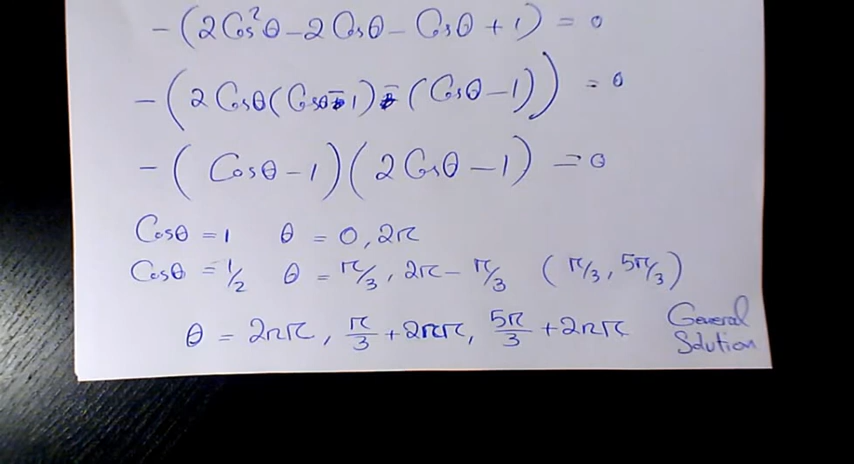 -(2Cos²θ-2Cosθ-Cosθ+1)=0
-(2Cosθ(Cosθ-1)-(Cosθ-1))=0
-(Cosθ-1)(2Cosθ-1)=0
Cosθ=1 θ=0,2π
Cosθ=1/2 θ=π/3,2π-π/3 (π/3,5π/3)
θ=2nπ,π/3+2nπ,5π/3+2nπ General
Solution